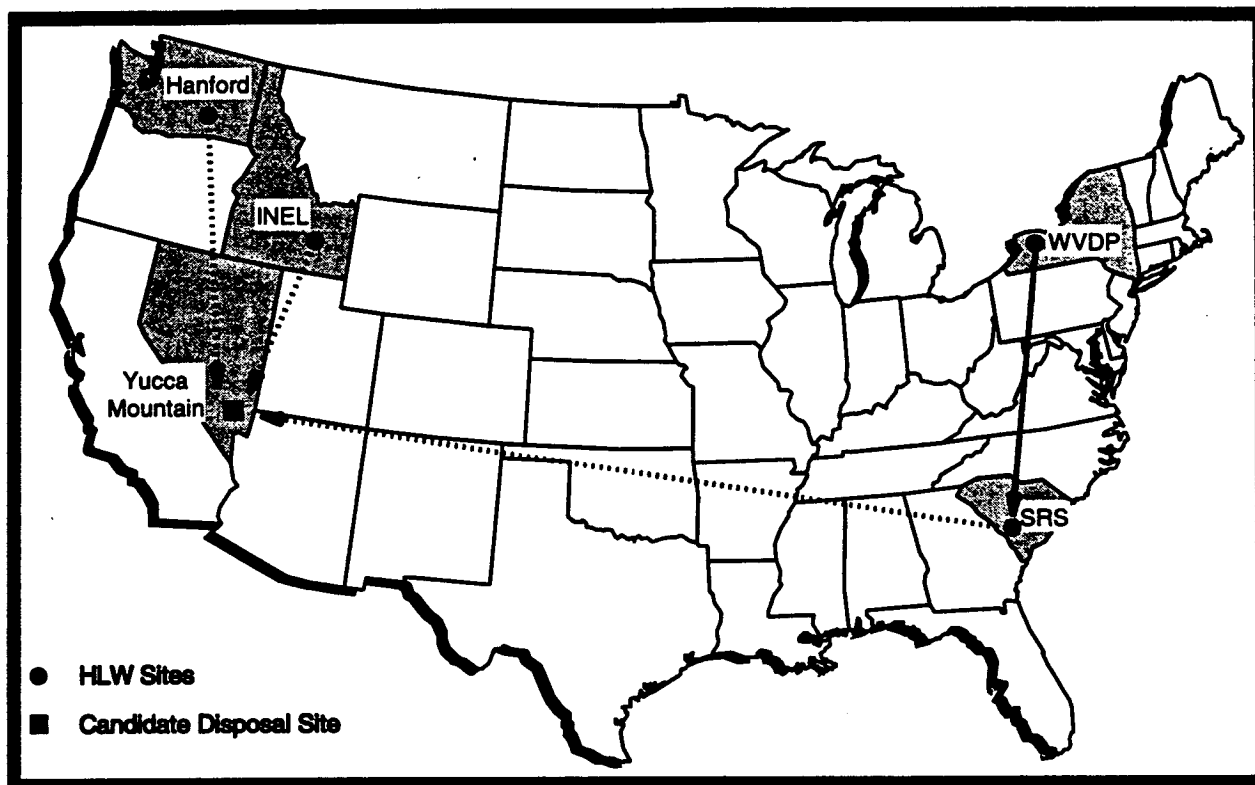 Hanford
INEL
WVDP
Yucca
Mountain
SRS
HLW Sites
Candidate Disposal Site